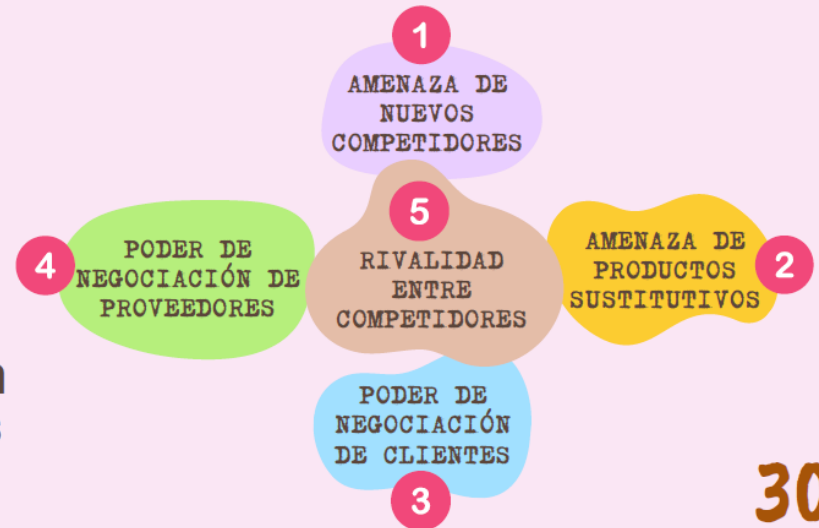 1
AMENAZA DE
NUEVOS
COMPETIDORES
5
RIVALIDAD
ENTRE
COMPETIDORES
4
PODER DE
NEGOCIACIÓN DE
PROVEEDORES
AMENAZA DE
PRODUCTOS
SUSTITUTIVOS
2
PODER DE
NEGOCIACIÓN
DE CLIENTES
3
30